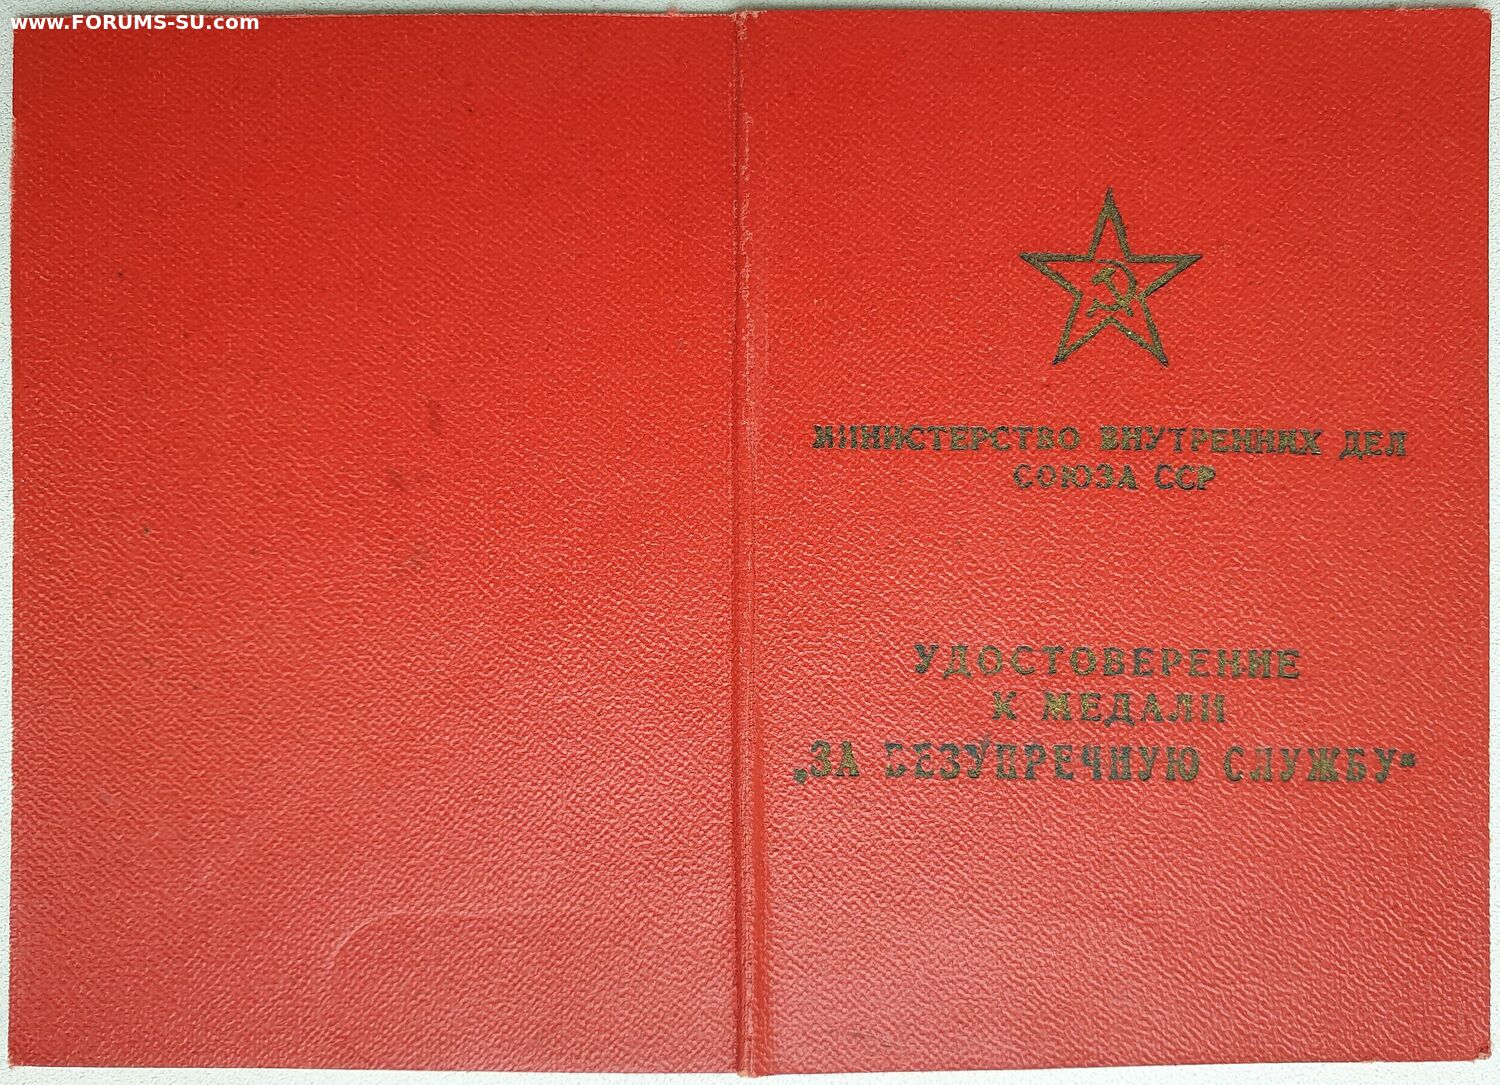 www.FORUMS-SU.com
МИНИСТЕРСТВО ВНУТРЕННИХ ДЕЛ
СОЮЗА ССР
УДОСТОВЕРЕНИЕ
К МЕДАЛИ
„ЗА БЕЗУПРЕЧНУЮ СЛУЖБУ“